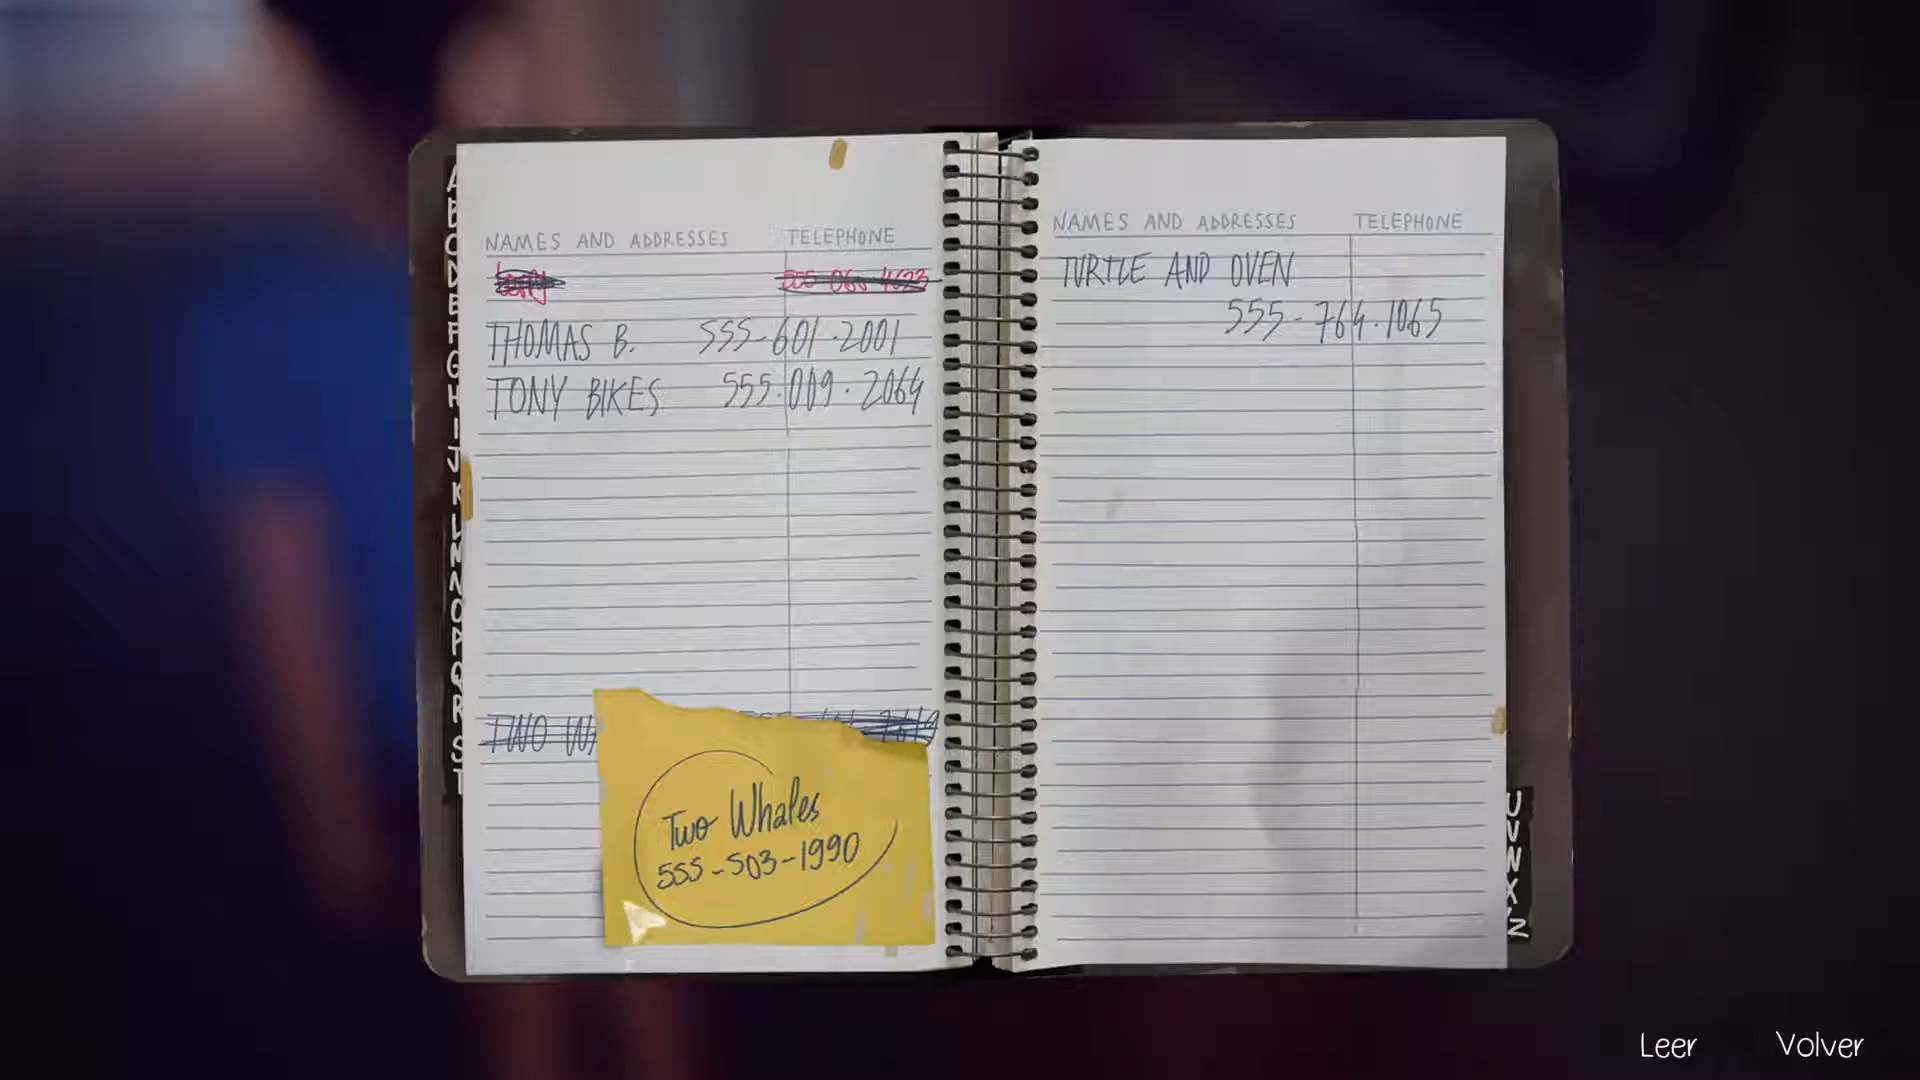 NAMES AND ADDRESSES TELEPHONE
THOMAS B. 555-601-2001
TONY BIKES 555.009.2064
TWO
Two Whales
555-503-1990
NAMES AND ADDRESSES TELEPHONE
TURTLE AND OVEN
555-764.1065
A
B
C
D
E
F
G
H
I
J
K
L
M
N
O
P
Q
R
S
T
U
V
W
X
Z
Leer Volver